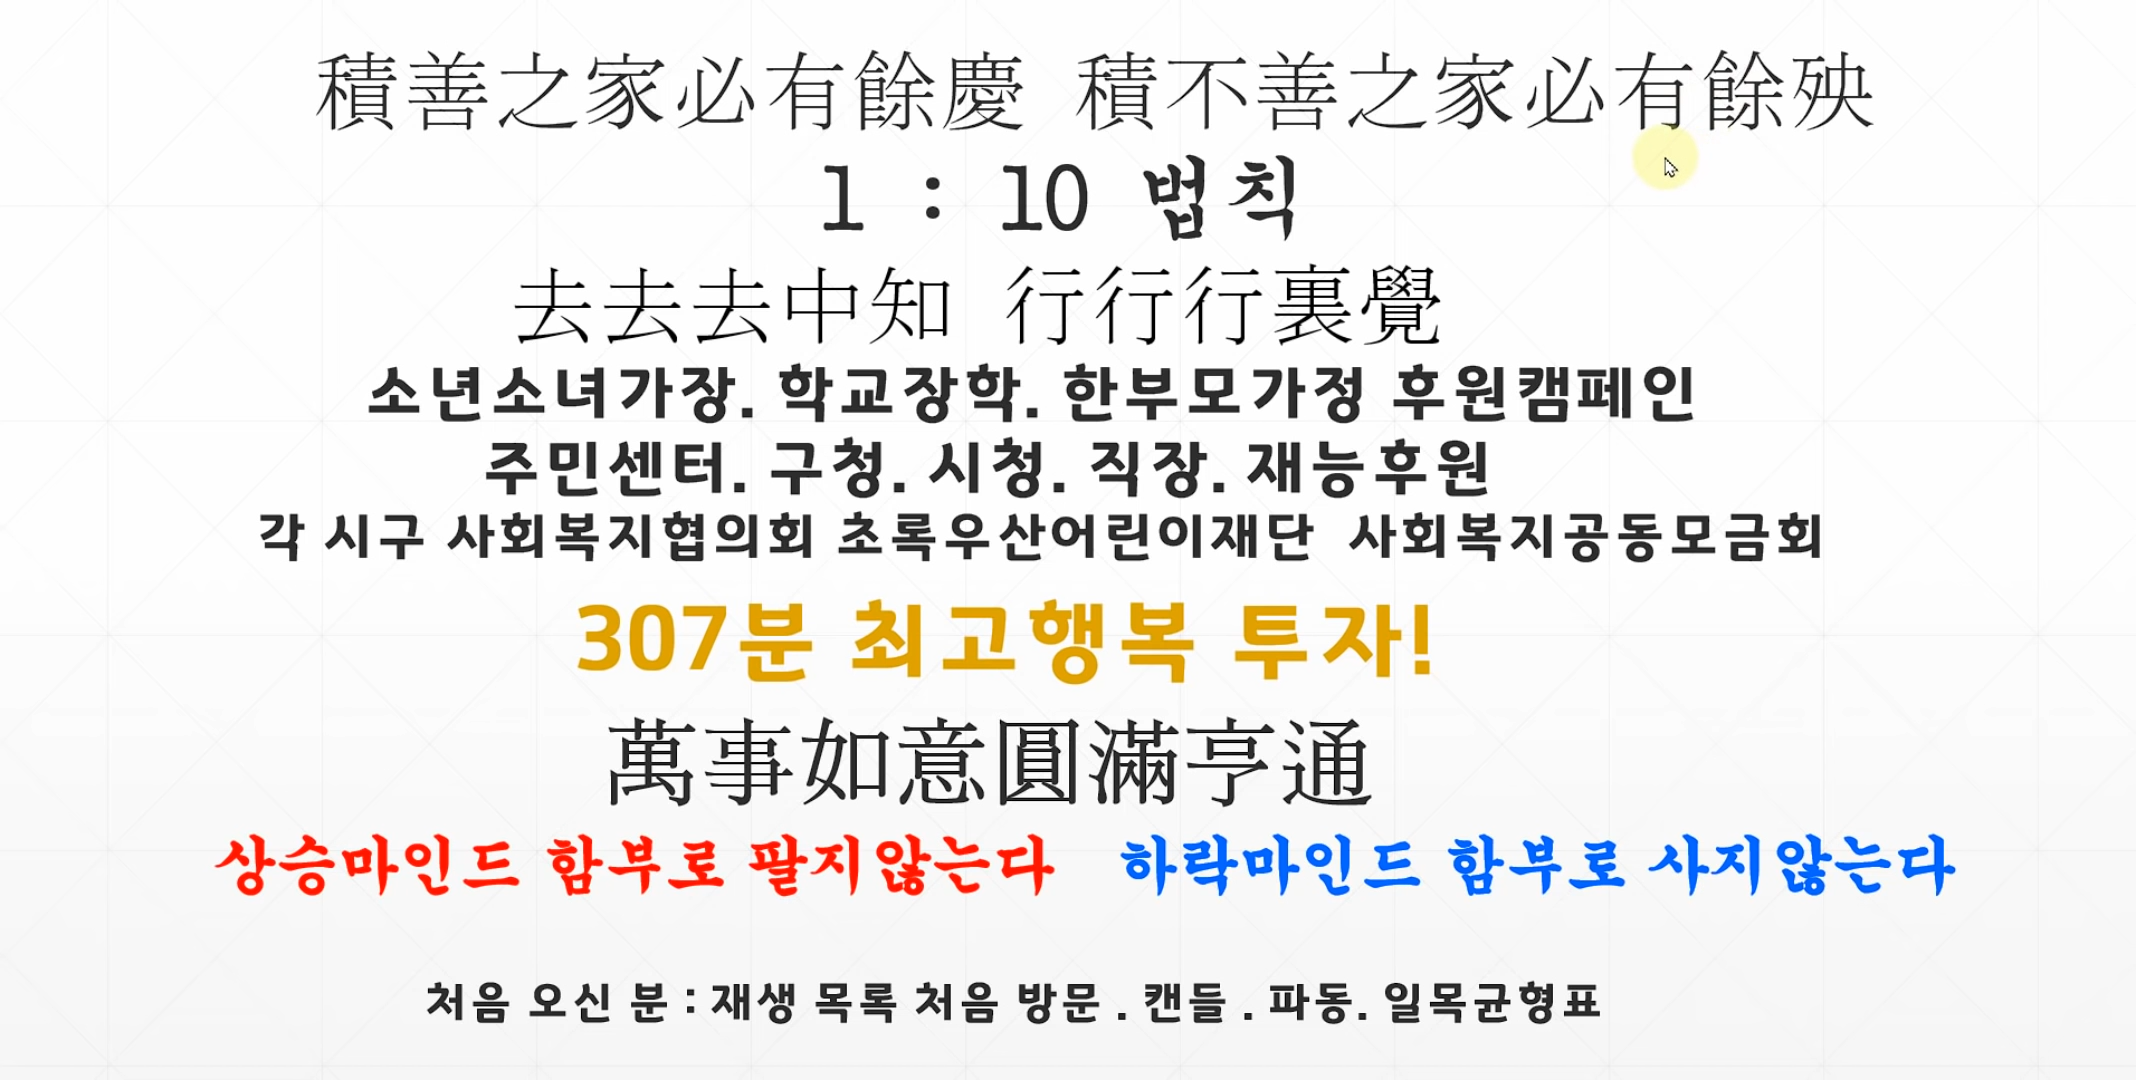 積善之家必有餘慶 積不善之家必有餘殃
1 : 10 법칙
去去去中知 行行行裏覺
소년소녀가장. 학교장학. 한부모가정 후원캠페인
주민센터. 구청. 시청. 직장. 재능후원
각 시구 사회복지협의회 초록우산어린이재단 사회복지공동모금회
307분 최고행복 투자!
萬事如意圓滿亨通
상승마인드 함부로 팔지않는다 하락마인드 함부로 사지않는다
처음 오신 분 : 재생 목록 처음 방문 . 캔들 . 파동. 일목균형표